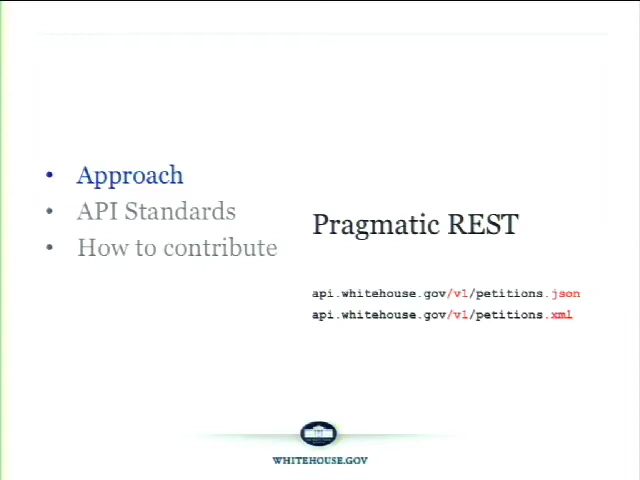 • Approach
• API Standards
• How to contribute
Pragmatic REST
api.whitehouse.gov/v1/petitions.json
api.whitehouse.gov/v1/petitions.xml
WHITEHOUSE.GOV